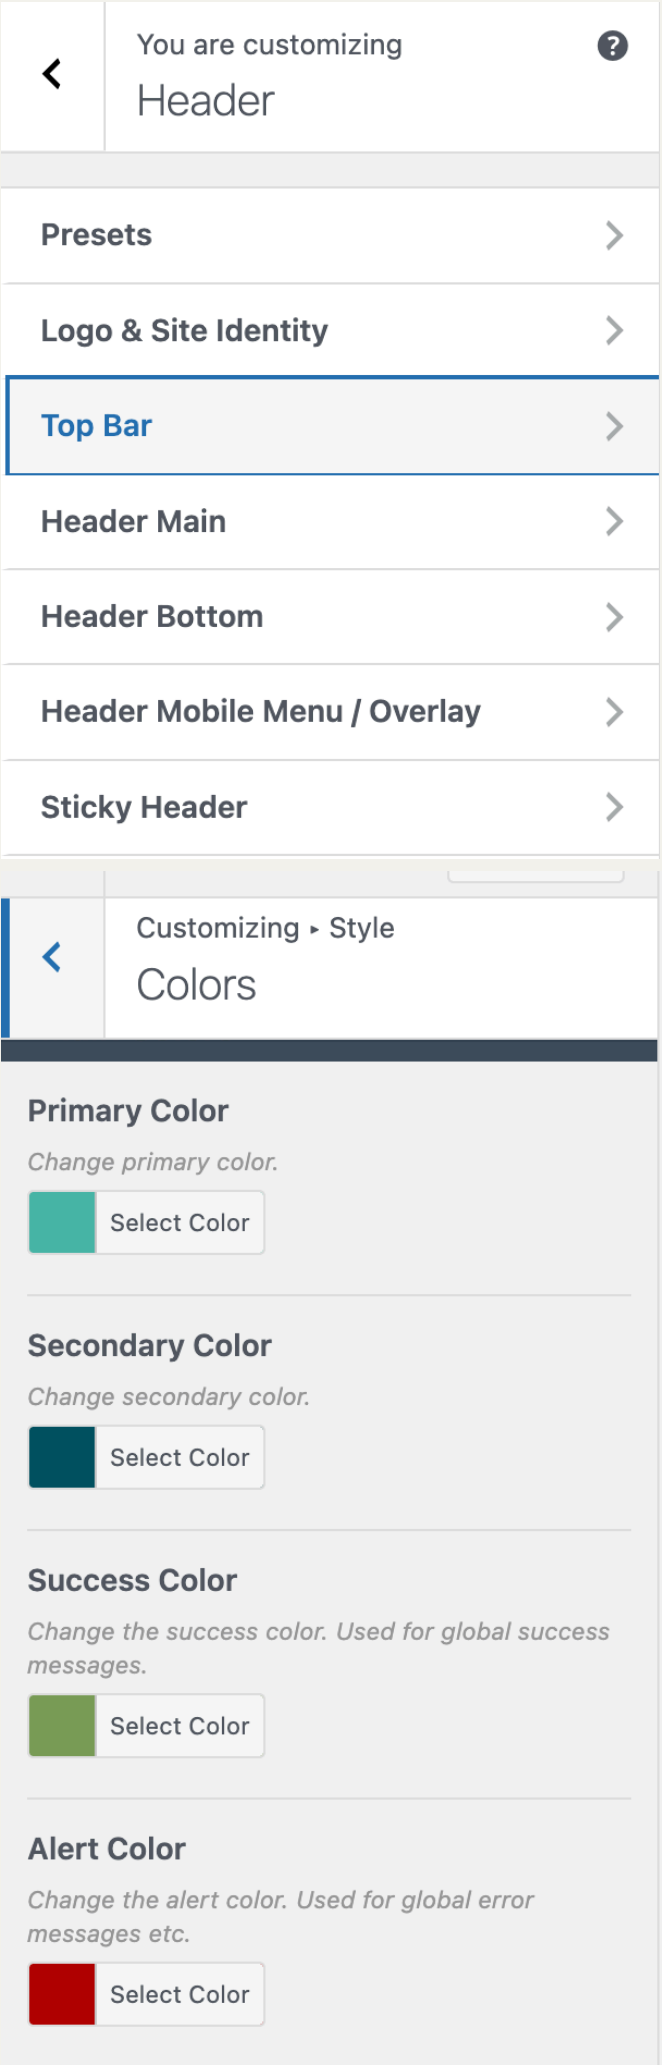 You are customizing
Header
Presets
Logo & Site Identity
Top Bar
Header Main
Header Bottom
Header Mobile Menu / Overlay
Sticky Header
Customizing ▸ Style
Colors
Primary Color
Change primary color.
Select Color
Secondary Color
Change secondary color.
Select Color
Success Color
Change the success color. Used for global success
messages.
Select Color
Alert Color
Change the alert color. Used for global error
messages etc.
Select Color